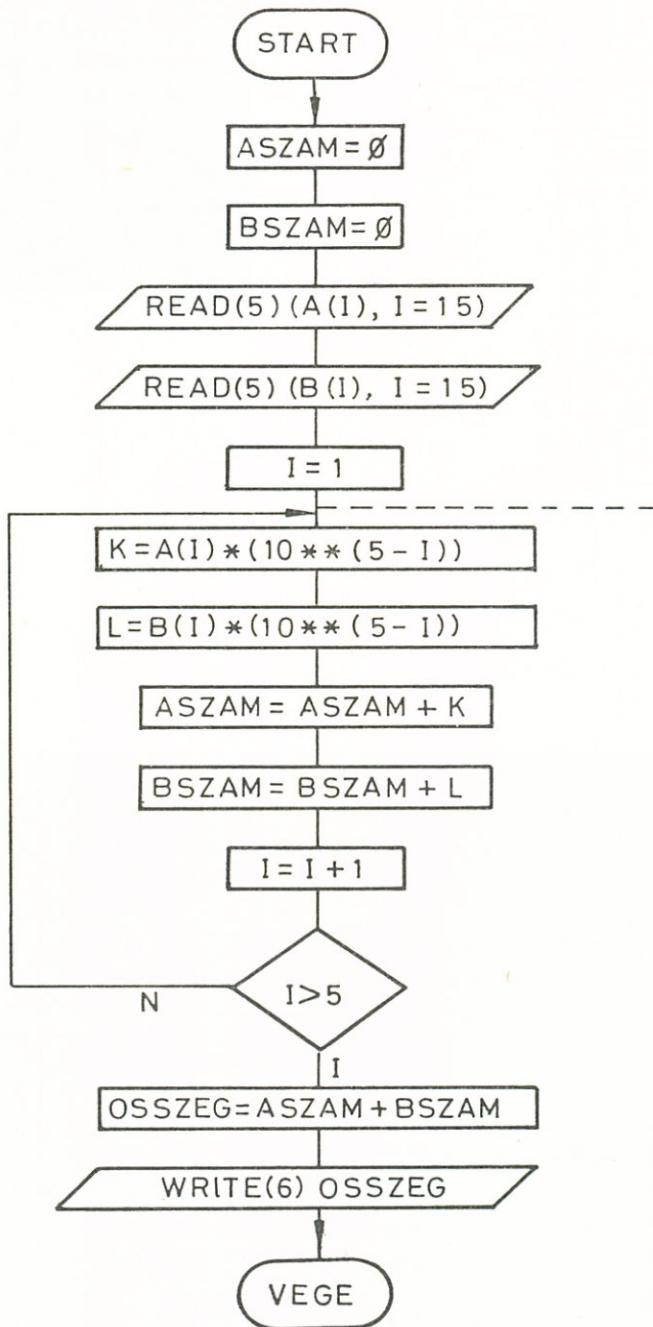 START
ASZAM=Ø
BSZAM=Ø
READ(5)(A(I), I=15)
READ(5)(B(I), I=15)
I=1
K=A(I)*(10**(5-I))
L=B(I)*(10**(5-I))
ASZAM=ASZAM+K
BSZAM=BSZAM+L
I=I+1
I>5
N
I
OSSZEG=ASZAM+BSZAM
WRITE(6) OSSZEG
VEGE